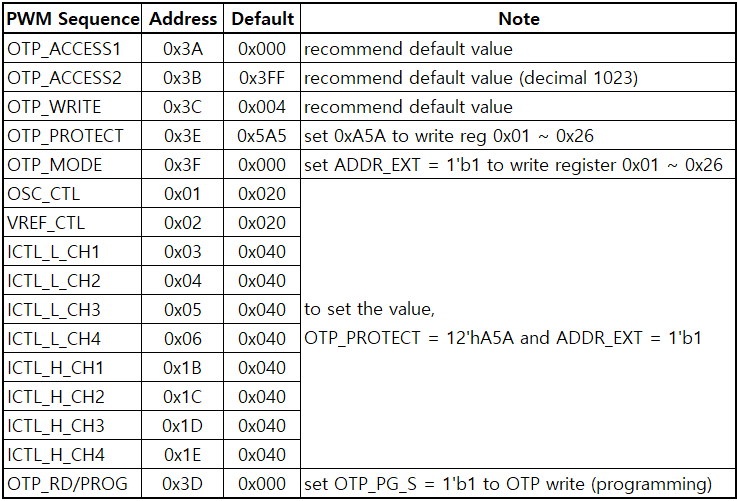 PWM Sequence Address Default Note
OTP_ACCESS1 0x3A 0x000 recommend default value
OTP_ACCESS2 0x3B 0x3FF recommend default value (decimal 1023)
OTP_WRITE 0x3C 0x004 recommend default value
OTP_PROTECT 0x3E 0x5A5 set 0xA5A to write reg 0x01 ~ 0x26
OTP_MODE 0x3F 0x000 set ADDR_EXT = 1'b1 to write register 0x01 ~ 0x26
OSC_CTL 0x01 0x020
VREF_CTL 0x02 0x020
ICTL_L_CH1 0x03 0x040
ICTL_L_CH2 0x04 0x040
ICTL_L_CH3 0x05 0x040 to set the value,
ICTL_L_CH4 0x06 0x040 OTP_PROTECT = 12'hA5A and ADDR_EXT = 1'b1
ICTL_H_CH1 0x1B 0x040
ICTL_H_CH2 0x1C 0x040
ICTL_H_CH3 0x1D 0x040
ICTL_H_CH4 0x1E 0x040
OTP_RD/PROG 0x3D 0x000 set OTP_PG_S = 1'b1 to OTP write (programming)